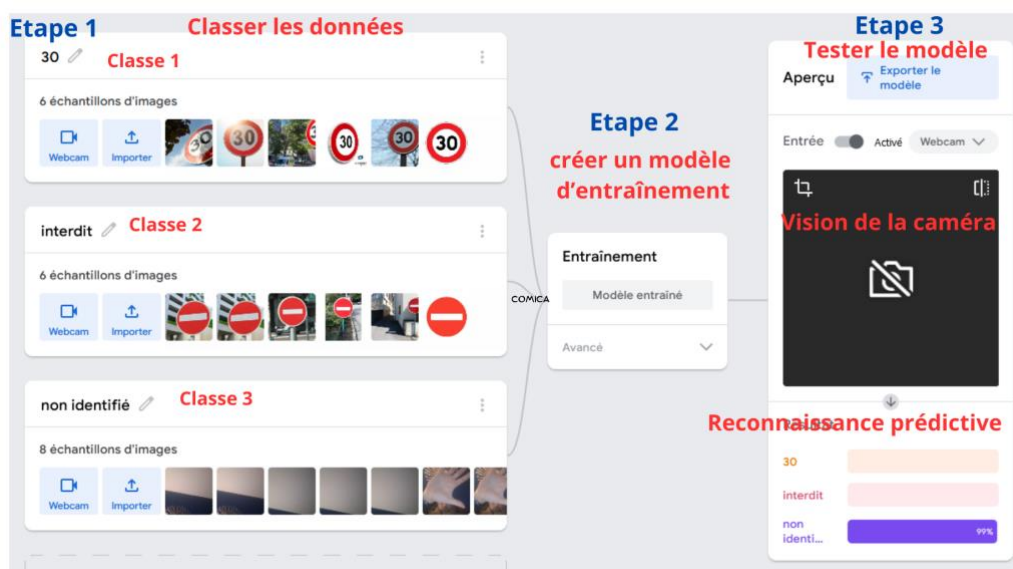 Etape 1
Classer les données
30
Classe 1
6 échantillons d'images
Webcam
Importer
30
30
3
30
30
30
interdit
Classe 2
6 échantillons d'images
Webcam
Importer
non identifié
Classe 3
8 échantillons d'images
Webcam
Importer
Etape 2
créer un modèle
d'entraînement
COMICA
Entraînement
Modèle entraîné
Avancé
Etape 3
Tester le modèle
Aperçu
Exporter le
modèle
Entrée
Activé
Webcam
Vision de la caméra
Reconnaissance prédictive
30
interdit
non
identi...
99%